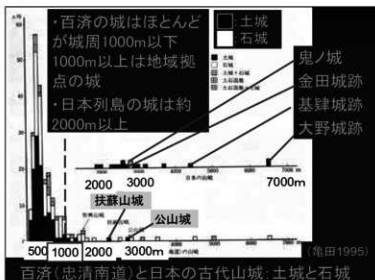 ・百済の城はほとんど
が城周1000m以下
1000m以上は地域拠
点の城
・日本列島の城は約
2000m以上
:土城
:石城
鬼ノ城
金田城跡
基肄城跡
大野城跡
2000
3000
7000m
日本の山城
扶蘇山城
公山城
500
1000
2000
3000m
(亀田1995)
百済(忠清南道)と日本の古代山城:土城と石城